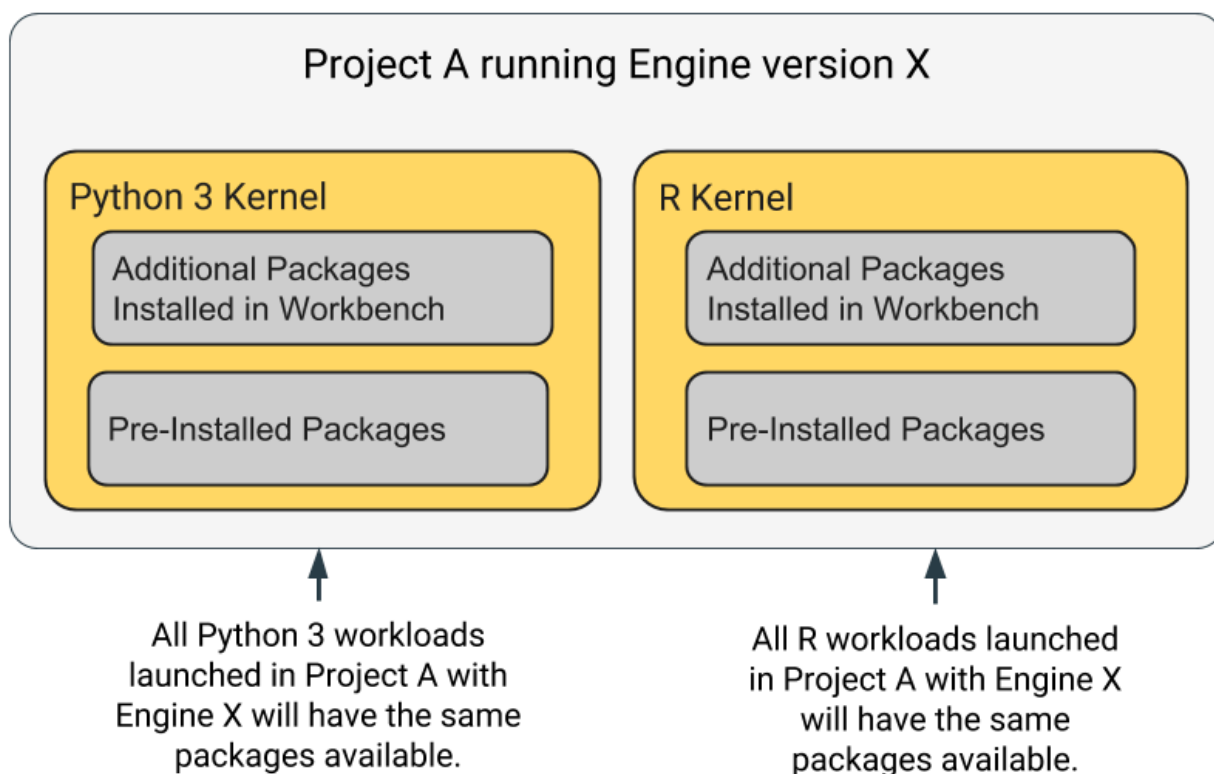 Project A running Engine version X
Python 3 Kernel
Additional Packages
Installed in Workbench
Pre-Installed Packages
R Kernel
Additional Packages
Installed in Workbench
Pre-Installed Packages
All Python 3 workloads
launched in Project A with
Engine X will have the same
packages available.
All R workloads launched
in Project A with Engine X
will have the same
packages available.